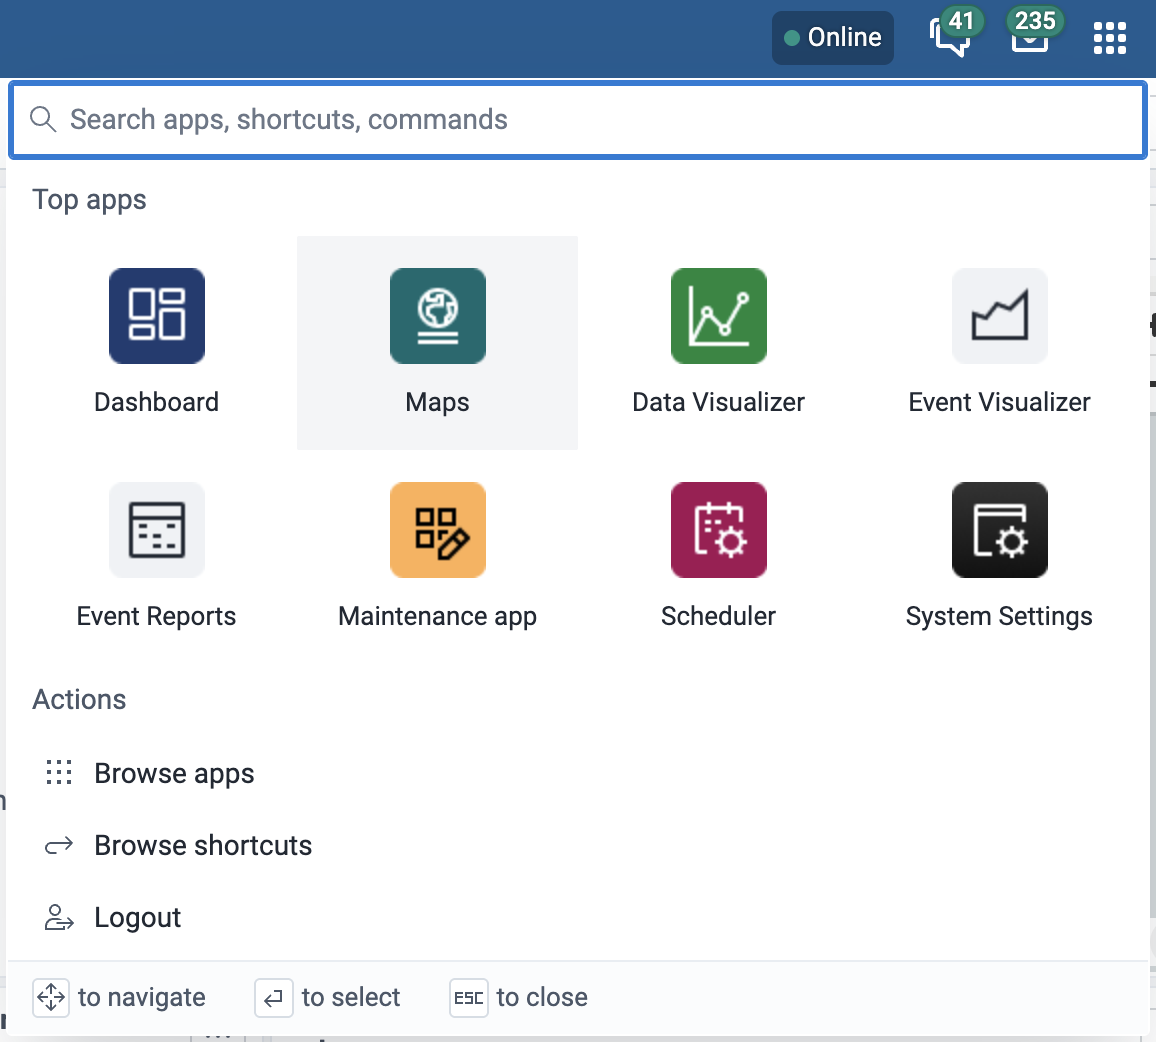 Online
41
235
Search apps, shortcuts, commands
Top apps
Dashboard
Maps
Data Visualizer
Event Visualizer
Event Reports
Maintenance app
Scheduler
System Settings
Actions
Browse apps
Browse shortcuts
Logout
to navigate
to select
ESC to close